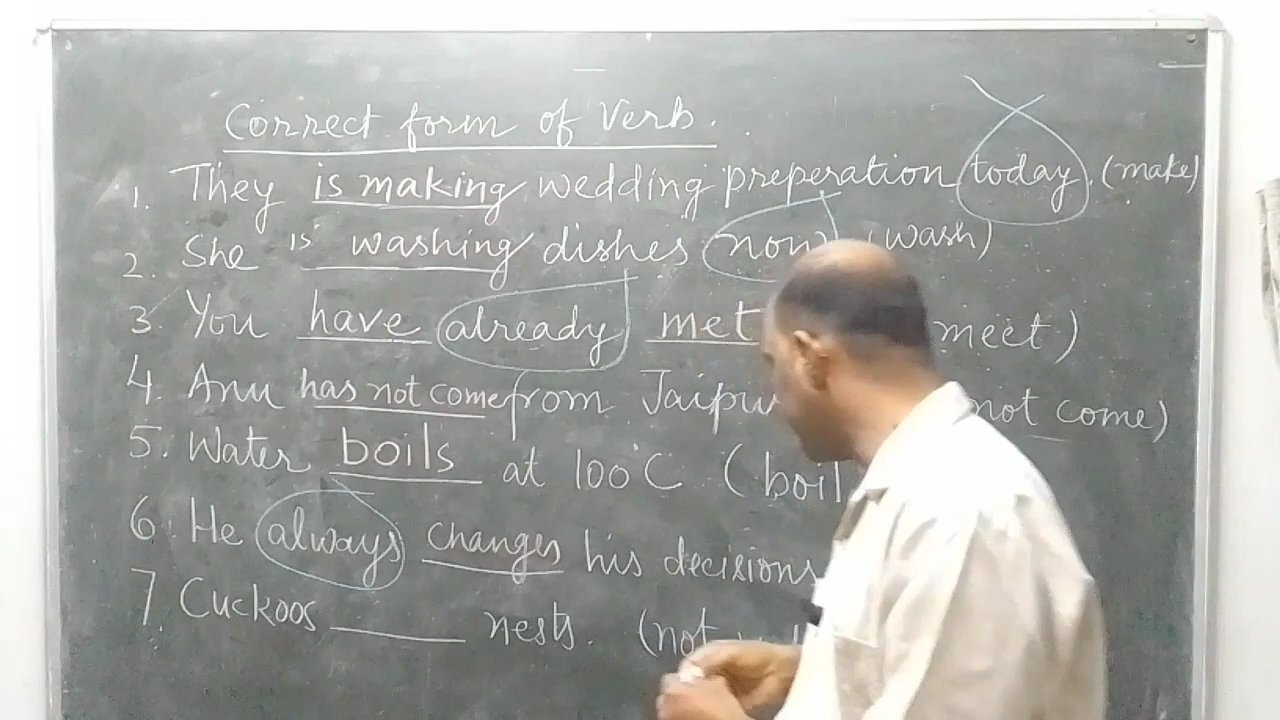 Correct form of Verb.
1. They is making wedding preperation today. (make)
2. She is washing dishes now (wash)
3. You have already met meet)
4. Anu has not come from not come)
5. Water boils at 100°C (boil
6. He always changes his decisions
7. Cuckoos ______ nests. (not